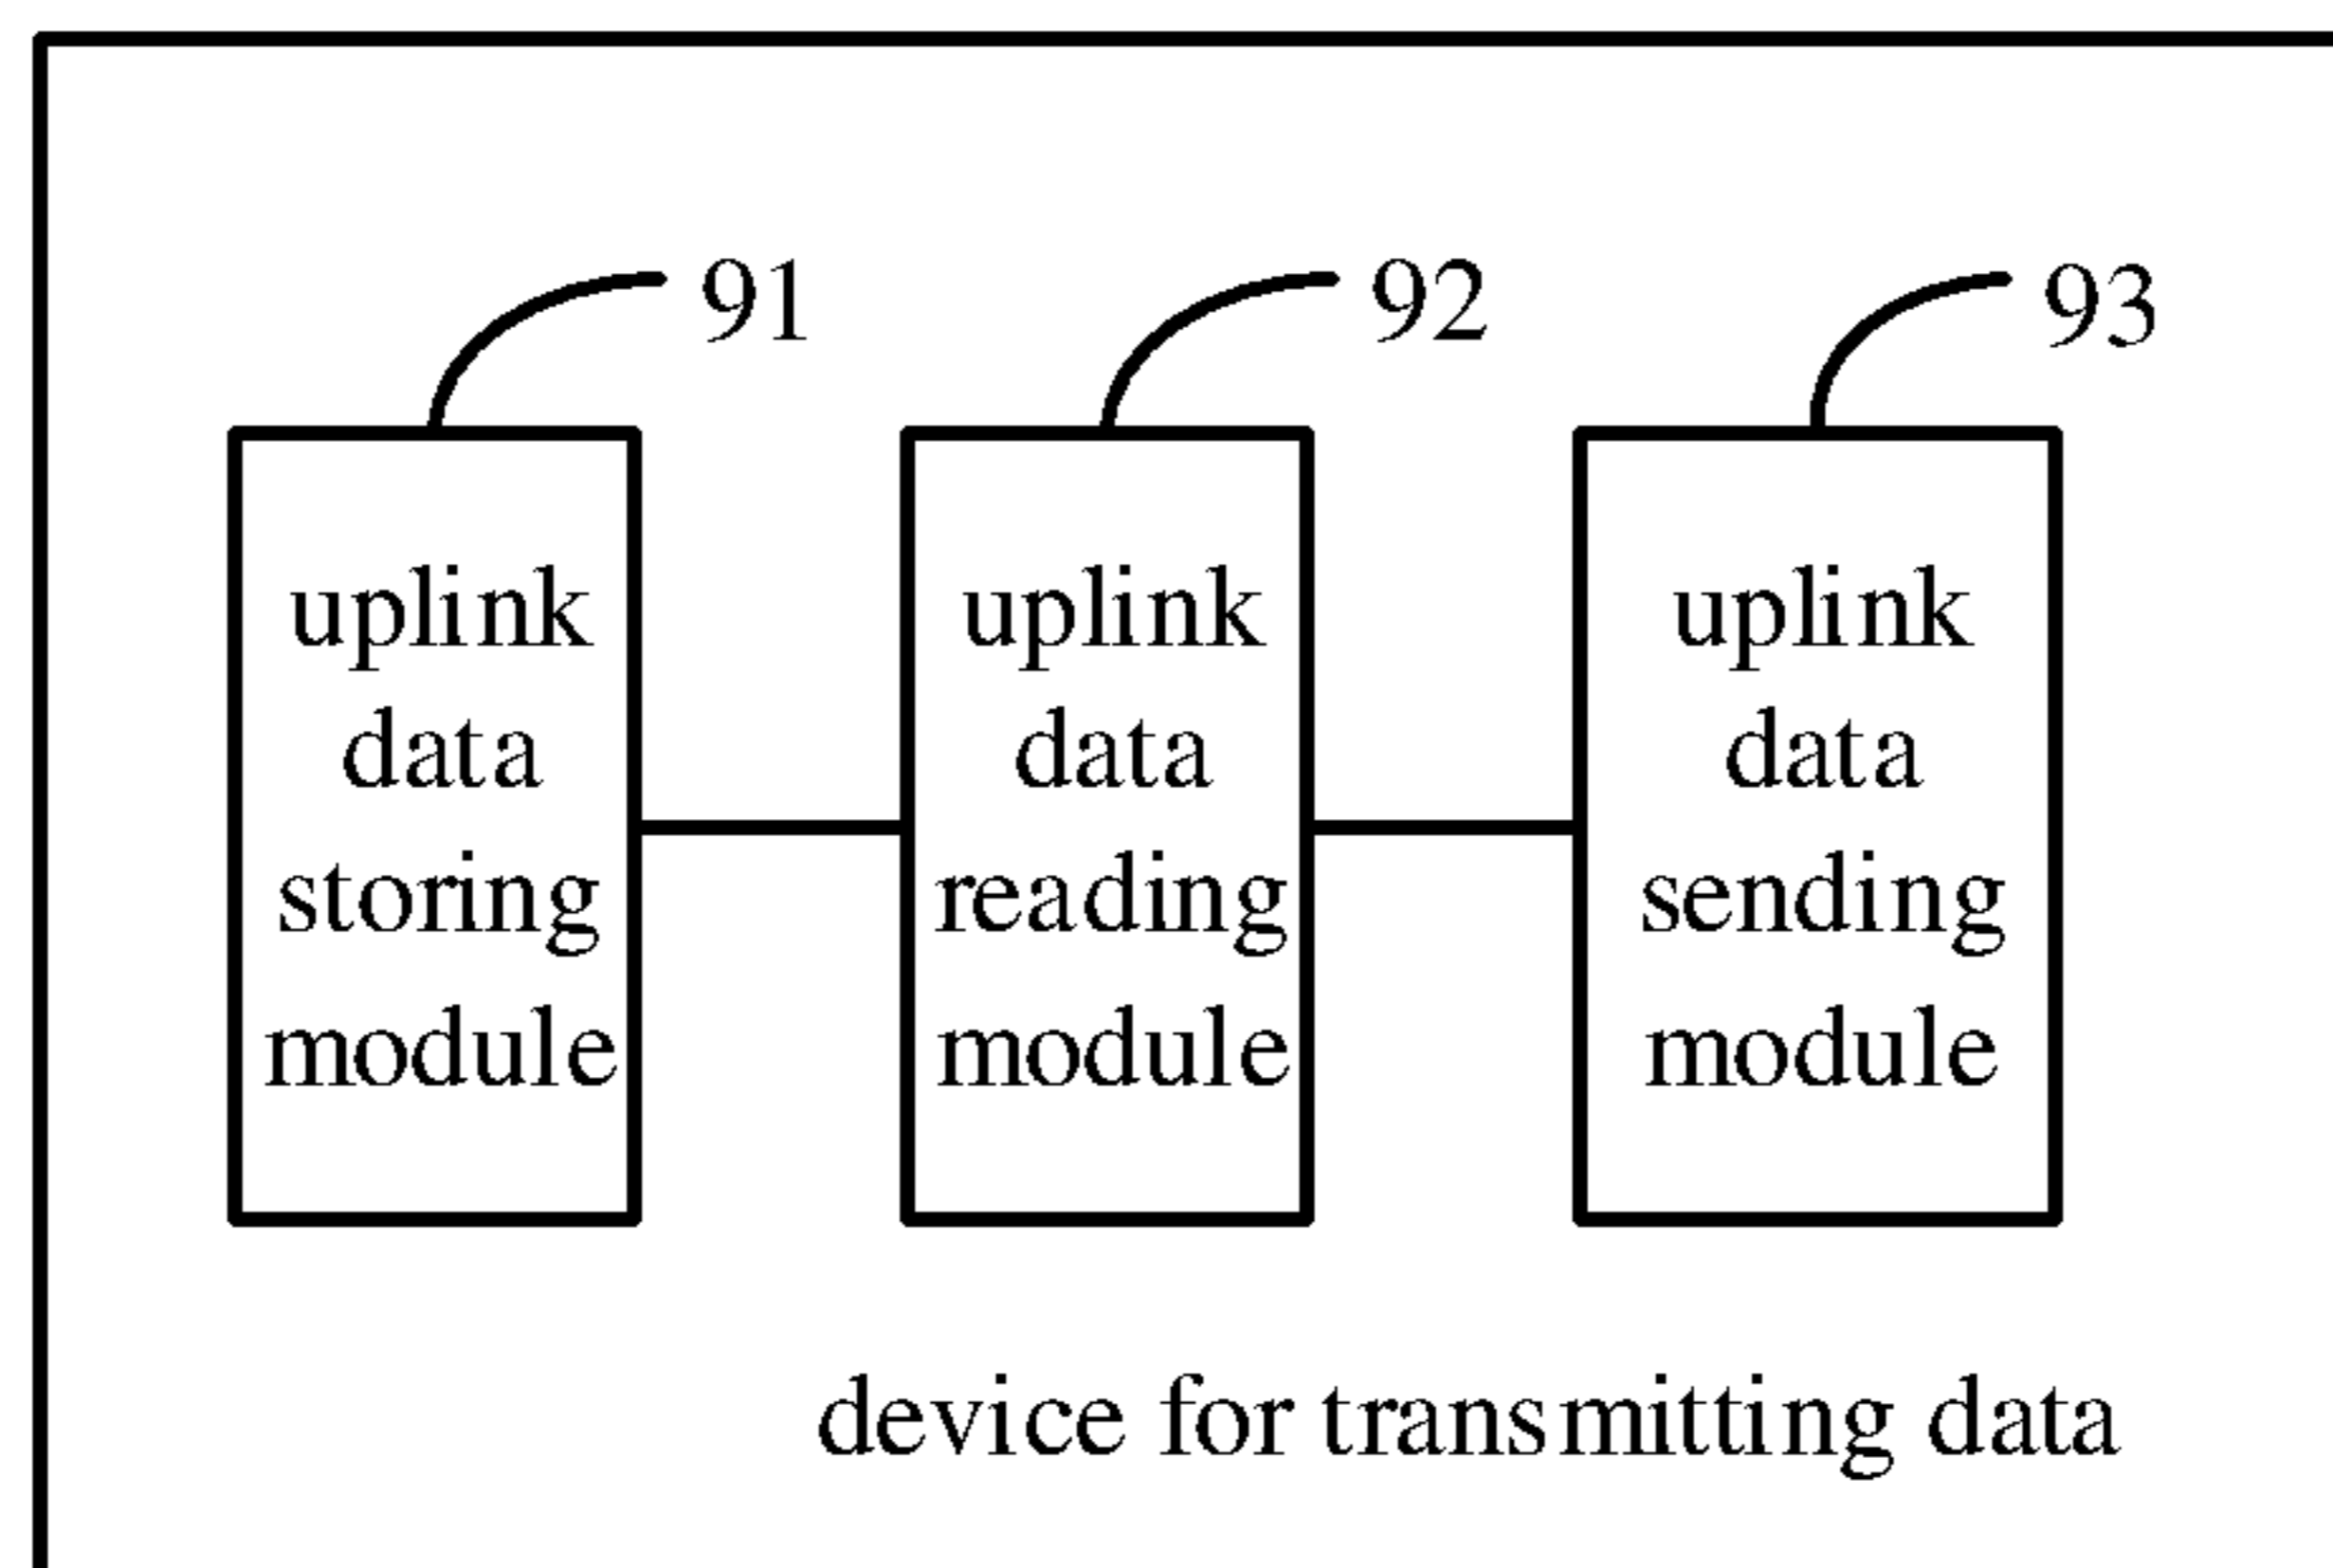 91
92
93
uplink
data
storing
module
uplink
data
reading
module
uplink
data
sending
module
device for transmitting data